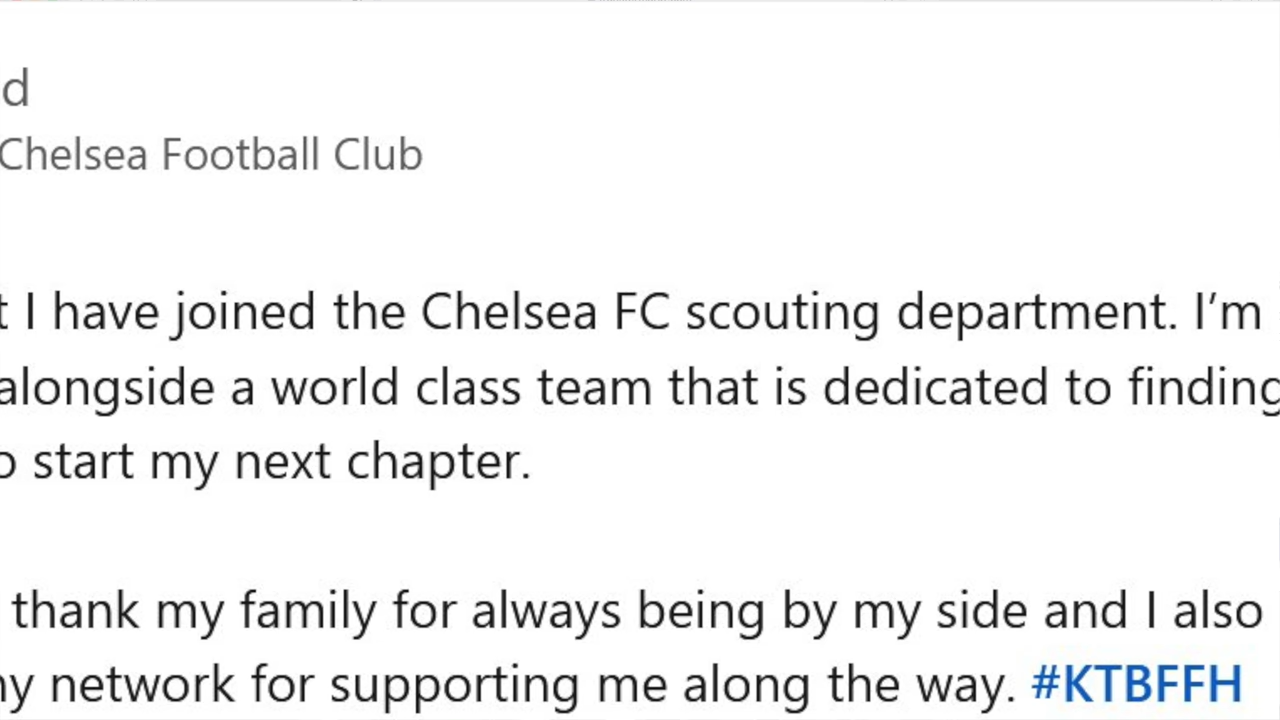 d
Chelsea Football Club
t I have joined the Chelsea FC scouting department. I’m
alongside a world class team that is dedicated to finding
o start my next chapter.
thank my family for always being by my side and I also
ny network for supporting me along the way. #KTBFFH